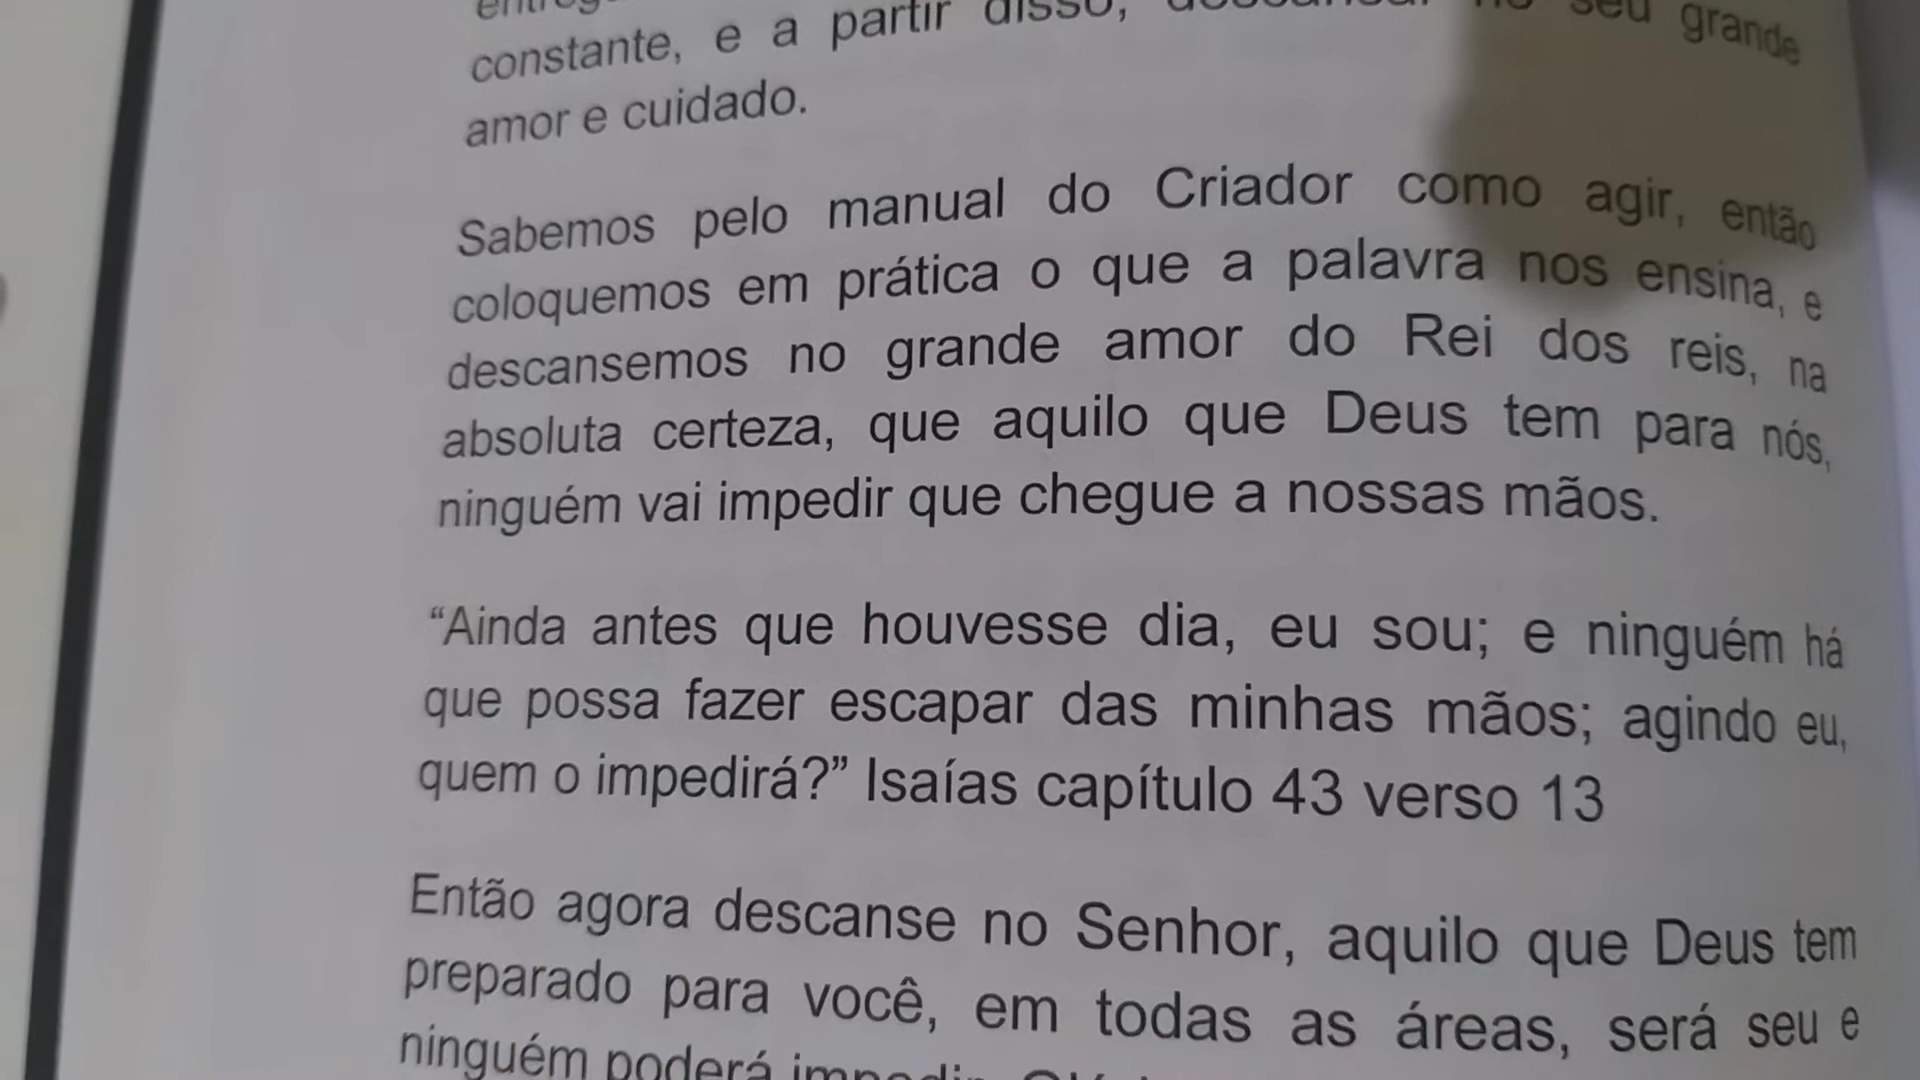 constante, e a partir disso, seu grande
amor e cuidado.
Sabemos pelo manual do Criador como agir, então
coloquemos em prática o que a palavra nos ensina, e
descansemos no grande amor do Rei dos reis, na
absoluta certeza, que aquilo que Deus tem para nós,
ninguém vai impedir que chegue a nossas mãos.
“Ainda antes que houvesse dia, eu sou; e ninguém há
que possa fazer escapar das minhas mãos; agindo eu,
quem o impedirá?” Isaías capítulo 43 verso 13
Então agora descanse no Senhor, aquilo que Deus tem
preparado para você, em todas as áreas, será seu e
ninguém poderá